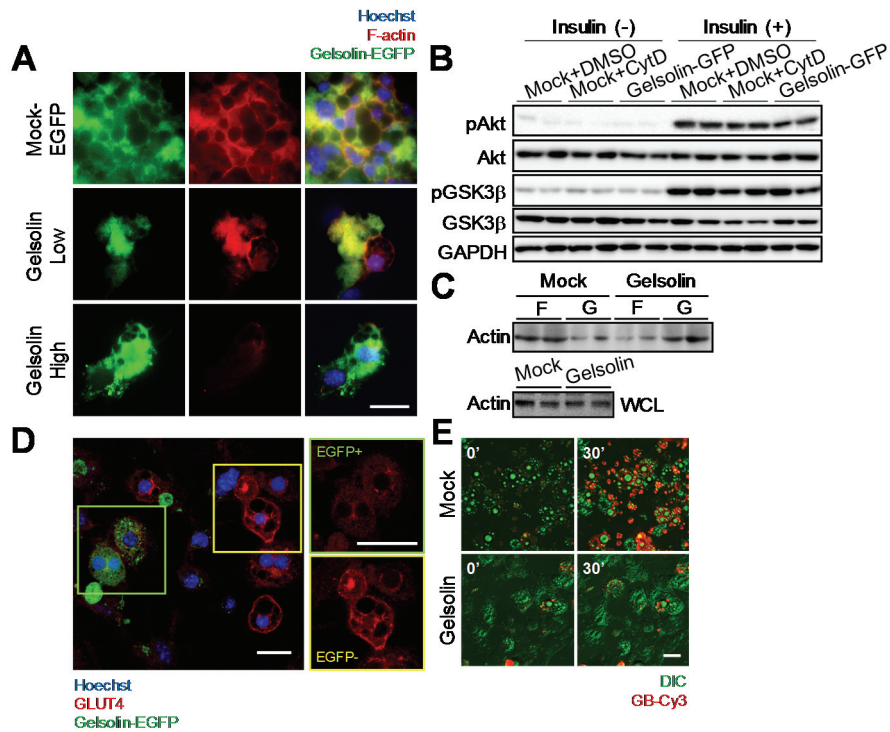 Hoechst
F-actin
Gelsolin-EGFP
A
Mock-
EGFP
Gelsolin
Low
Gelsolin
High
B
Insulin (-) Insulin (+)
Mock+DMSO Mock+CytD Gelsolin-GFP Mock+DMSO Mock+CytD Gelsolin-GFP
pAkt
Akt
pGSK3β
GSK3β
GAPDH
C
Mock Gelsolin
F G F G
Actin
Mock Gelsolin
Actin WCL
D
EGFP+
EGFP-
Hoechst
GLUT4
Gelsolin-EGFP
E
Mock
0' 30'
Gelsolin
0' 30'
DIC
GB-Cy3